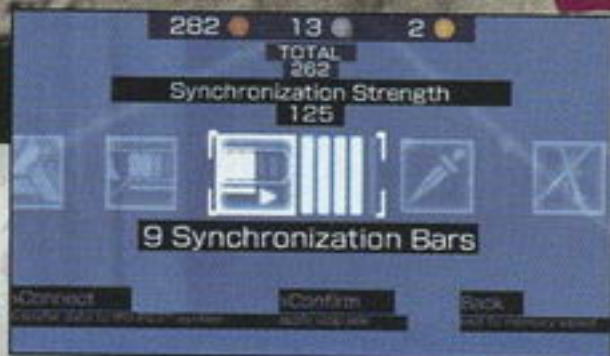 282 13 2
TOTAL
262
Synchronization Strength
125
9 Synchronization Bars
Connect Confirm Back